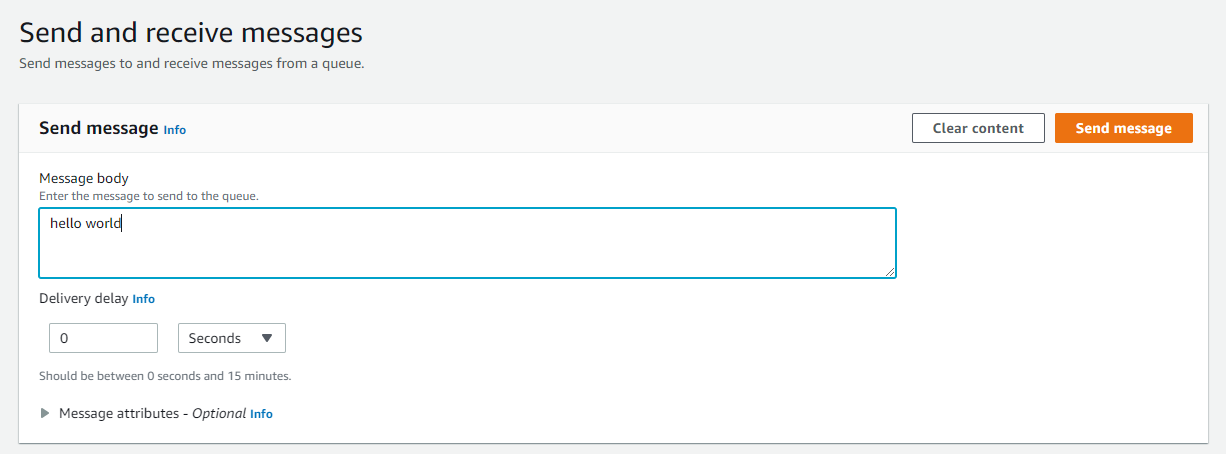 Send and receive messages
Send messages to and receive messages from a queue.
Send message Info
Clear content
Send message
Message body
Enter the message to send to the queue.
hello world
Delivery delay Info
0
Seconds
Should be between 0 seconds and 15 minutes.
Message attributes - Optional Info